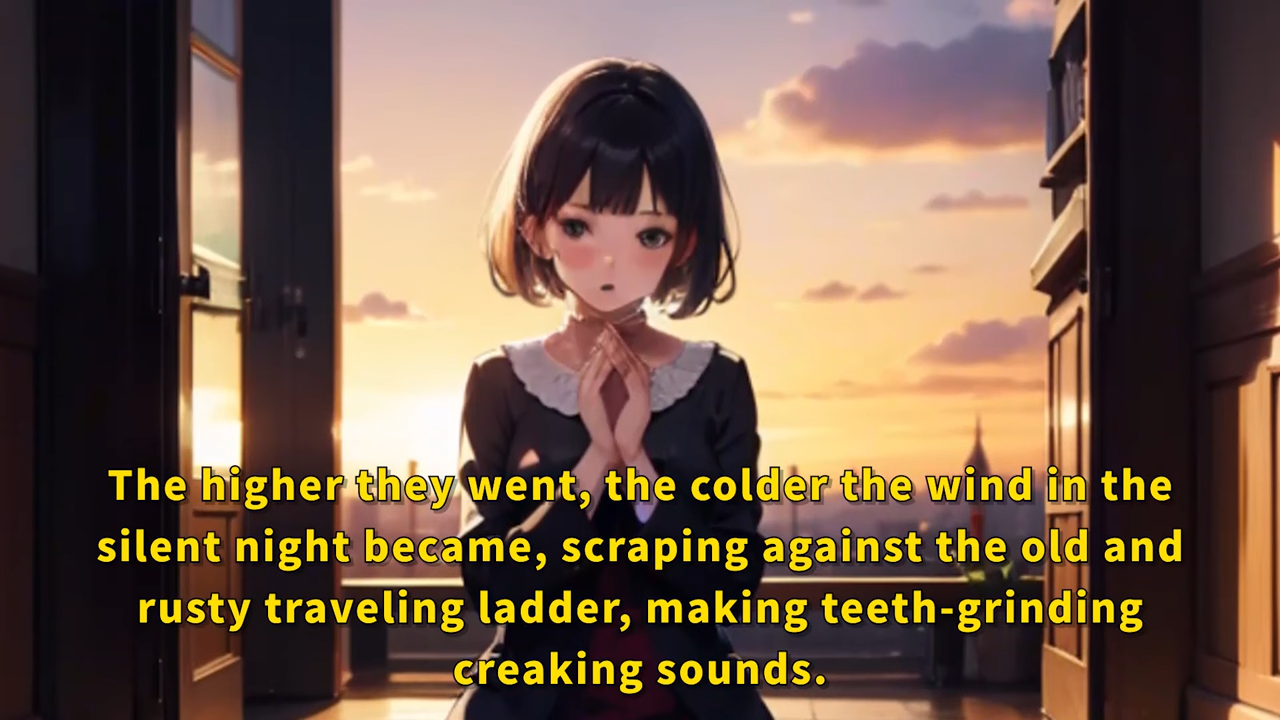 The higher they went, the colder the wind in the
silent night became, scraping against the old and
rusty traveling ladder, making teeth-grinding
creaking sounds.